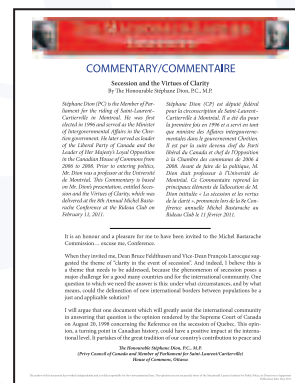 COMMENTARY/COMMENTAIRE
Secession and the Virtues of Clarity
By The Honourable Stéphane Dion, P.C., M.P.
Stéphane Dion (PC) is the Member of Par-
liament for the riding of Saint-Laurent-
Cartierville in Montreal. He was first
elected in 1996 and served as the Minister
of Intergovernmental Affairs in the Chre-
tien government. He later served as leader
of the Liberal Party of Canada and the
Leader of Her Majesty's Loyal Opposition
in the Canadian House of Commons from
2006 to 2008. Prior to entering politics,
Mr. Dion was a professor at the Université
de Montreal. This Commentary is based
on Mr. Dion's presentation, entitled Seces-
sion and the Virtues of Clarity, which was
delivered at the 8th Annual Michel Basta-
rache Conference at the Rideau Club on
February 11, 2011.
Stéphane Dion (CP) est député fédéral
pour la circonscription de Saint-Laurent-
Cartierville à Montréal. Il a été élu pour
la première fois en 1996 et a servi en tant
que ministre des Affaires intergouverne-
mentales dans le gouvernement Chrétien.
Il est par la suite devenu chef du Parti
libéral du Canada et chef de l'Opposition
à la Chambre des communes de 2006 à
2008. Avant de faire de la politique, M.
Dion était professeur à l'Université de
Montréal. Ce Commentaire reprend les
principaux éléments de l'allocution de M.
Dion intitulée « La sécession et les vertus
de la clarté », prononcée lors de la 8e Con-
férence annuelle Michel Bastarache au
Rideau Club le 11 février 2011.
It is an honour and a pleasure for me to have been invited to the Michel Bastarache
Commission… excuse me, Conference.
When they invited me, Dean Bruce Feldthusen and Vice-Dean François Larocque sug-
gested the theme of "clarity in the event of secession". And indeed, I believe this is
a theme that needs to be addressed, because the phenomenon of secession poses a
major challenge for a good many countries and for the international community. One
question to which we need the answer is this: under what circumstances, and by what
means, could the delineation of new international borders between populations be a
just and applicable solution?
I will argue that one document which will greatly assist the international community
in answering that question is the opinion rendered by the Supreme Court of Canada
on August 20, 1998 concerning the Reference on the secession of Quebec. This opin-
ion, a turning point in Canadian history, could have a positive impact at the interna-
tional level. It partakes of the great tradition of our country's contribution to peace and
The Honourable Stéphane Dion, P.C., M.P.
(Privy Council of Canada and Member of Parliament for Saint-Laurent/Cartierville)
House of Commons, Ottawa